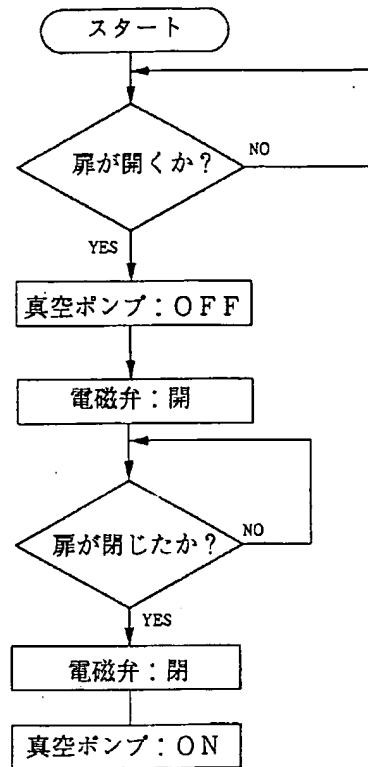 スタート
扉が開くか？
NO
YES
真空ポンプ：ＯＦＦ
電磁弁：開
扉が閉じたか？
NO
YES
電磁弁：閉
真空ポンプ：ＯＮ